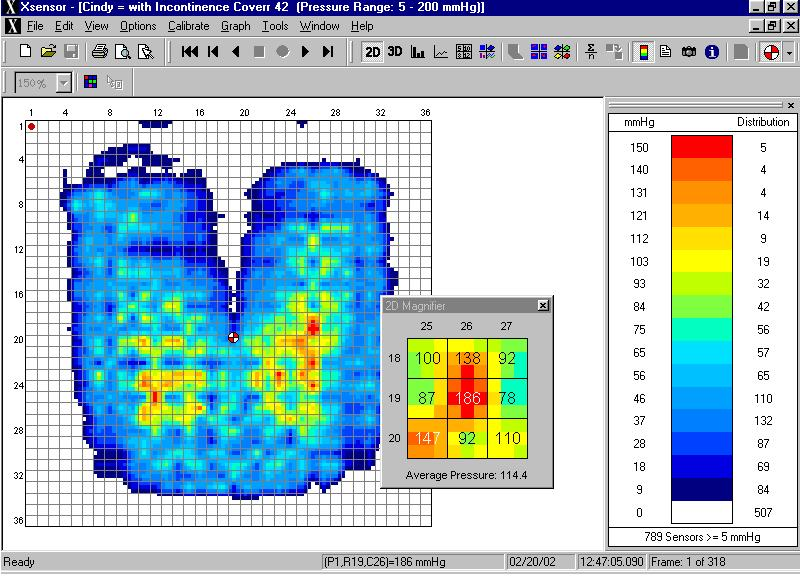 Xsensor - [Cindy = with Incontinence Coverr 42 (Pressure Range: 5 - 200 mmHg)]
File Edit View Options Calibrate Graph Tools Window Help
2D 3D
150%
1 4 8 12 16 20 24 28 32 36
1
4
8
12
16
20
24
28
32
36
2D Magnifier
25 26 27
18 100 138 92
19 87 186 78
20 147 92 110
Average Pressure: 114.4
mmHg Distribution
150 5
140 4
131 4
121 14
112 9
103 19
93 32
84 42
75 56
65 57
56 65
46 110
37 132
28 87
18 69
9 84
0 507
789 Sensors >= 5 mmHg
Ready (P1,R19,C26)=186 mmHg 02/20/02 12:47:05.090 Frame: 1 of 318